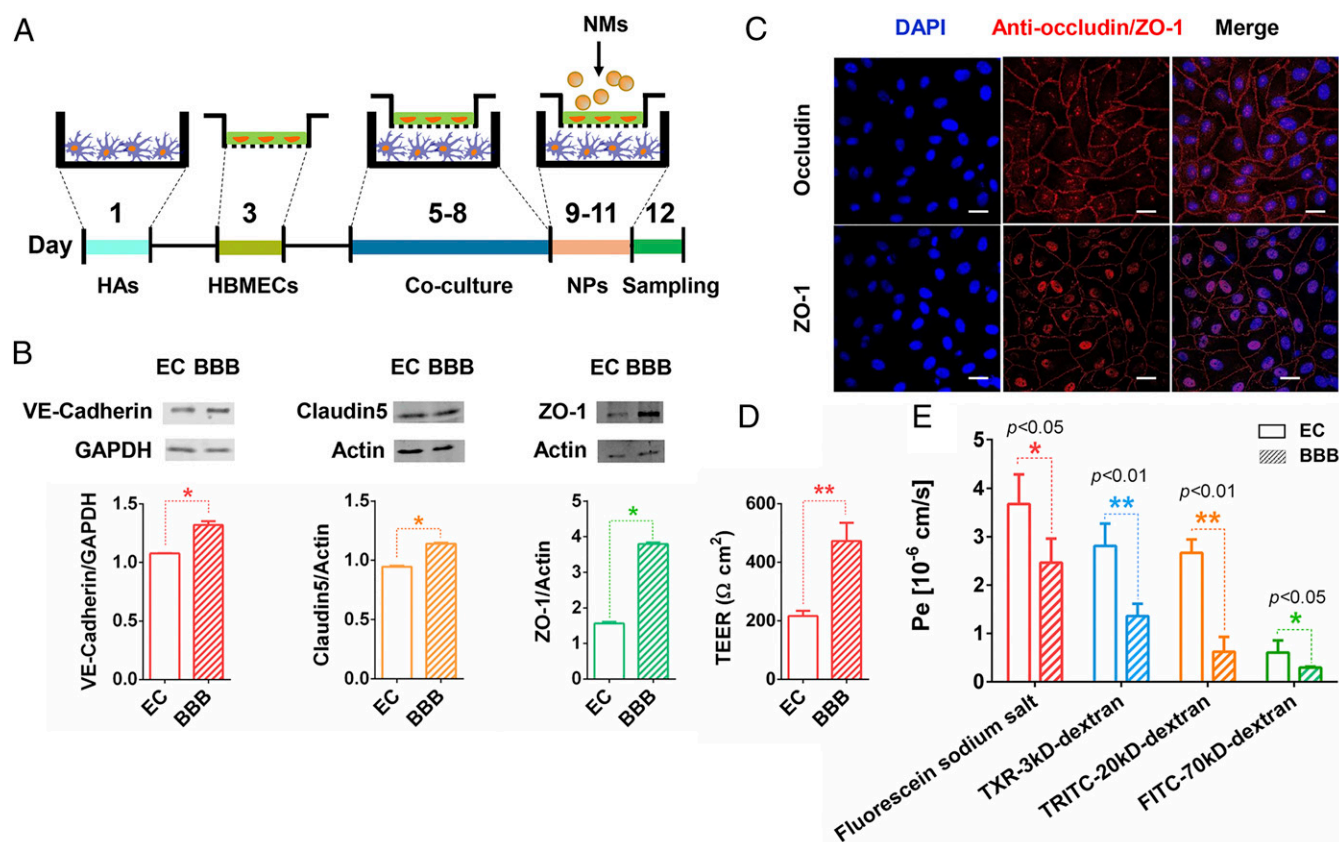 A
NMs
1
3
5-8
9-11
12
Day
HAs
HBMECs
Co-culture
NPs
Sampling
B
EC BBB
VE-Cadherin
GAPDH
EC BBB
Claudin5
Actin
EC BBB
ZO-1
Actin
VE-Cadherin/GAPDH
1.5
1.0
0.5
0.0
*
EC
BBB
Claudin5/Actin
1.5
1.0
0.5
0.0
*
EC
BBB
ZO-1/Actin
5
4
3
2
1
0
*
EC
BBB
C
DAPI
Anti-occludin/ZO-1
Merge
Occludin
ZO-1
D
TEER (Ω cm²)
600
400
200
0
**
EC
BBB
E
Pe [10⁻⁶ cm/s]
5
4
3
2
1
0
EC
BBB
p<0.05
*
p<0.01
**
p<0.01
**
p<0.05
*
Fluorescein sodium salt
TXR-3kD-dextran
TRITC-20kD-dextran
FITC-70kD-dextran